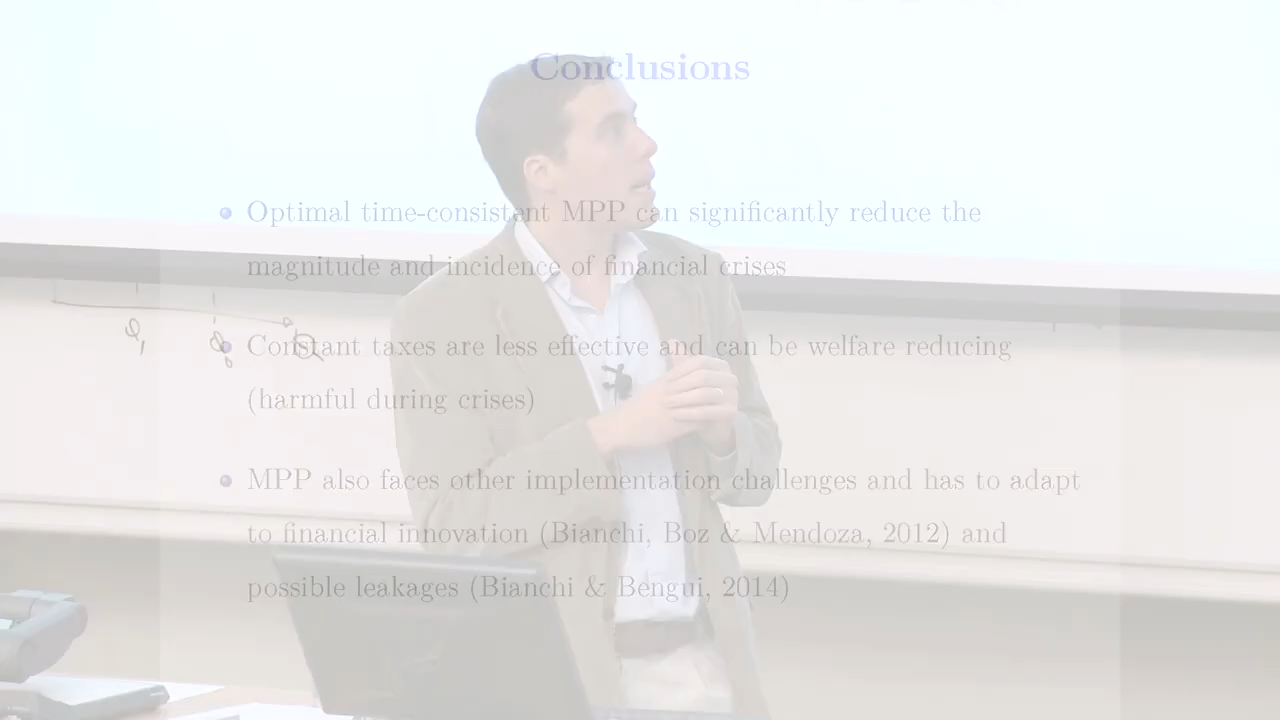 Conclusions
Optimal time-consistent MPP can significantly reduce the
magnitude and incidence of financial crises
Constant taxes are less effective and can be welfare reducing
(harmful during crises)
MPP also faces other implementation challenges and has to adapt
to financial innovation (Bianchi, Boz & Mendoza, 2012) and
possible leakages (Bianchi & Bengui, 2014)